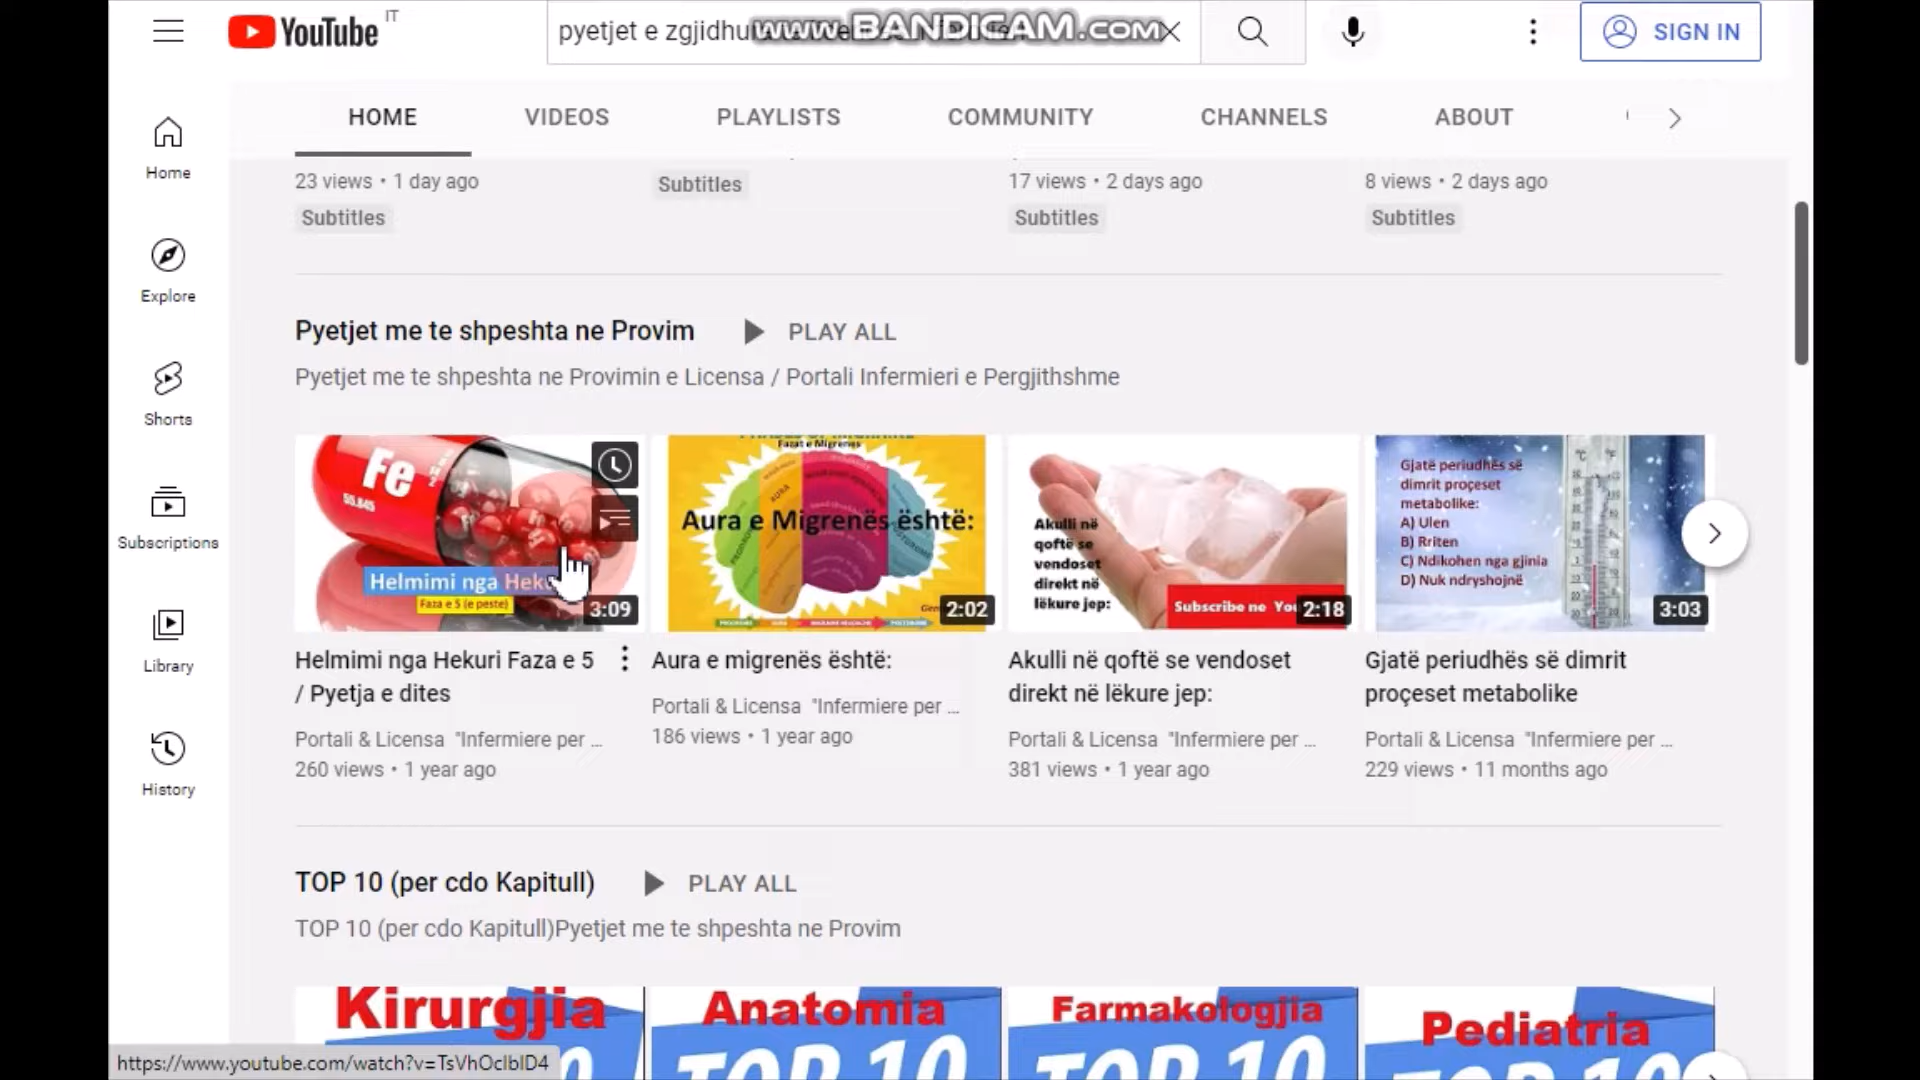 YouTube IT
pyetjet e zgjidhura
www.BANDICAM.com
SIGN IN
HOME VIDEOS PLAYLISTS COMMUNITY CHANNELS ABOUT
Home
Explore
Shorts
Subscriptions
Library
History
23 views • 1 day ago
Subtitles
Subtitles
17 views • 2 days ago
Subtitles
8 views • 2 days ago
Subtitles
Pyetjet me te shpeshta ne Provim PLAY ALL
Pyetjet me te shpeshta ne Provimin e Licensa / Portali Infermieri e Pergjithshme
Fe
55.845
Helmimi nga Heku
Faza e 5 (e peste)
3:09
Fazat e Migrenes
AURA
Aura e Migrenës është:
2:02
Akulli në
qoftë se
vendoset
direkt në
lëkure jep:
Subscribe ne You
2:18
Gjatë periudhës së
dimrit proçeset
metabolike:
A) Ulen
B) Rriten
C) Ndikohen nga gjinia
D) Nuk ndryshojnë
°C °F
3:03
Helmimi nga Hekuri Faza e 5
/ Pyetja e dites
Portali & Licensa "Infermiere per ...
260 views • 1 year ago
Aura e migrenës është:
Portali & Licensa "Infermiere per ...
186 views • 1 year ago
Akulli në qoftë se vendoset
direkt në lëkure jep:
Portali & Licensa "Infermiere per ...
381 views • 1 year ago
Gjatë periudhës së dimrit
proçeset metabolike
Portali & Licensa "Infermiere per ...
229 views • 11 months ago
TOP 10 (per cdo Kapitull) PLAY ALL
TOP 10 (per cdo Kapitull)Pyetjet me te shpeshta ne Provim
Kirurgjia
Anatomia
TOP 10
Farmakologjia
TOP 10
Pediatria
TOP 10
https://www.youtube.com/watch?v=TsVhOcIbID4